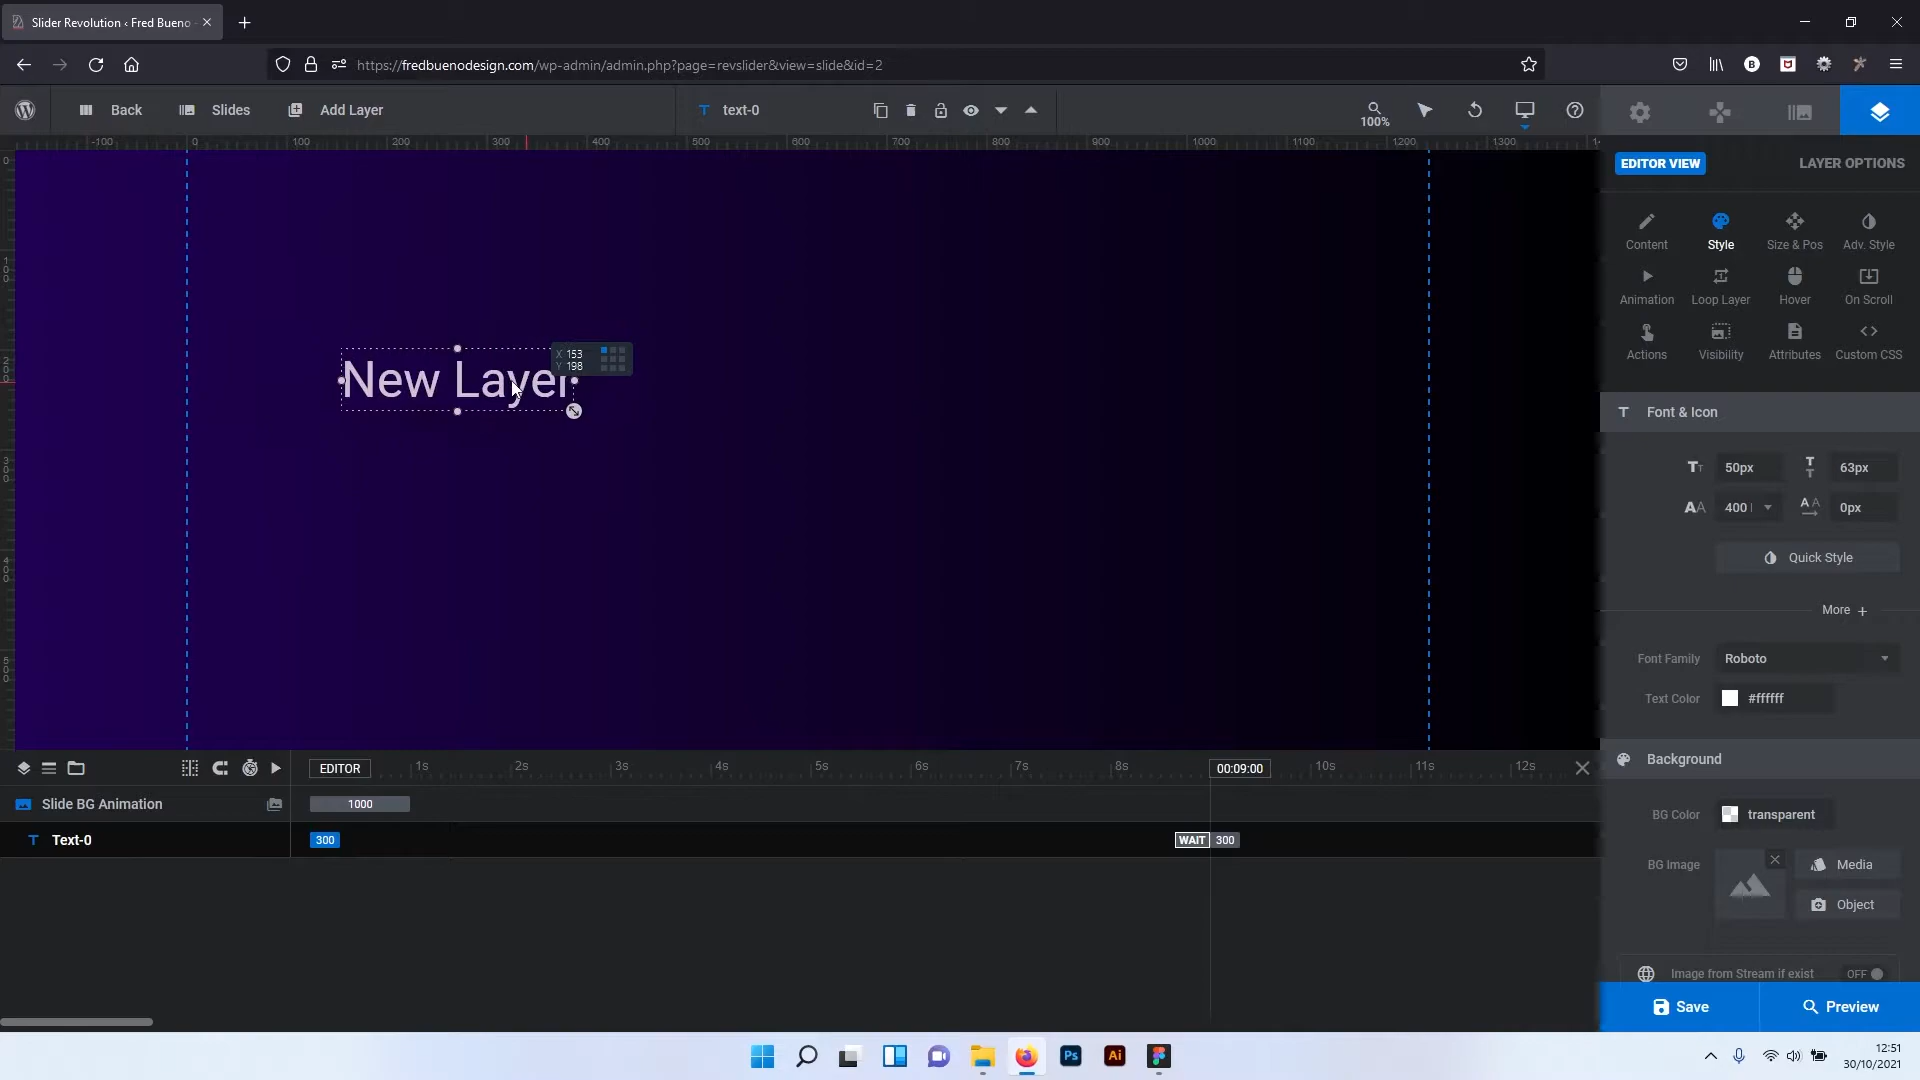 Slider Revolution ‹ Fred Bueno
https://fredbuenodesign.com/wp-admin/admin.php?page=revslider&view=slide&id=2
Back
Slides
Add Layer
text-0
100%
-100 0 100 200 300 400 500 600 700 800 900 1000 1100 1200 1300
EDITOR VIEW
LAYER OPTIONS
Content
Style
Size & Pos
Adv. Style
Animation
Loop Layer
Hover
On Scroll
Actions
Visibility
Attributes
Custom CSS
New Layer
X 153
Y 198
Font & Icon
50px
63px
400
0px
Quick Style
More +
Font Family
Roboto
Text Color
#ffffff
Background
BG Color
transparent
BG Image
Media
Object
Image from Stream if exist
OFF
Save
Preview
EDITOR
1s 2s 3s 4s 5s 6s 7s 8s 00:09:00 10s 11s 12s
Slide BG Animation
1000
Text-0
300
WAIT 300
12:51
30/10/2021